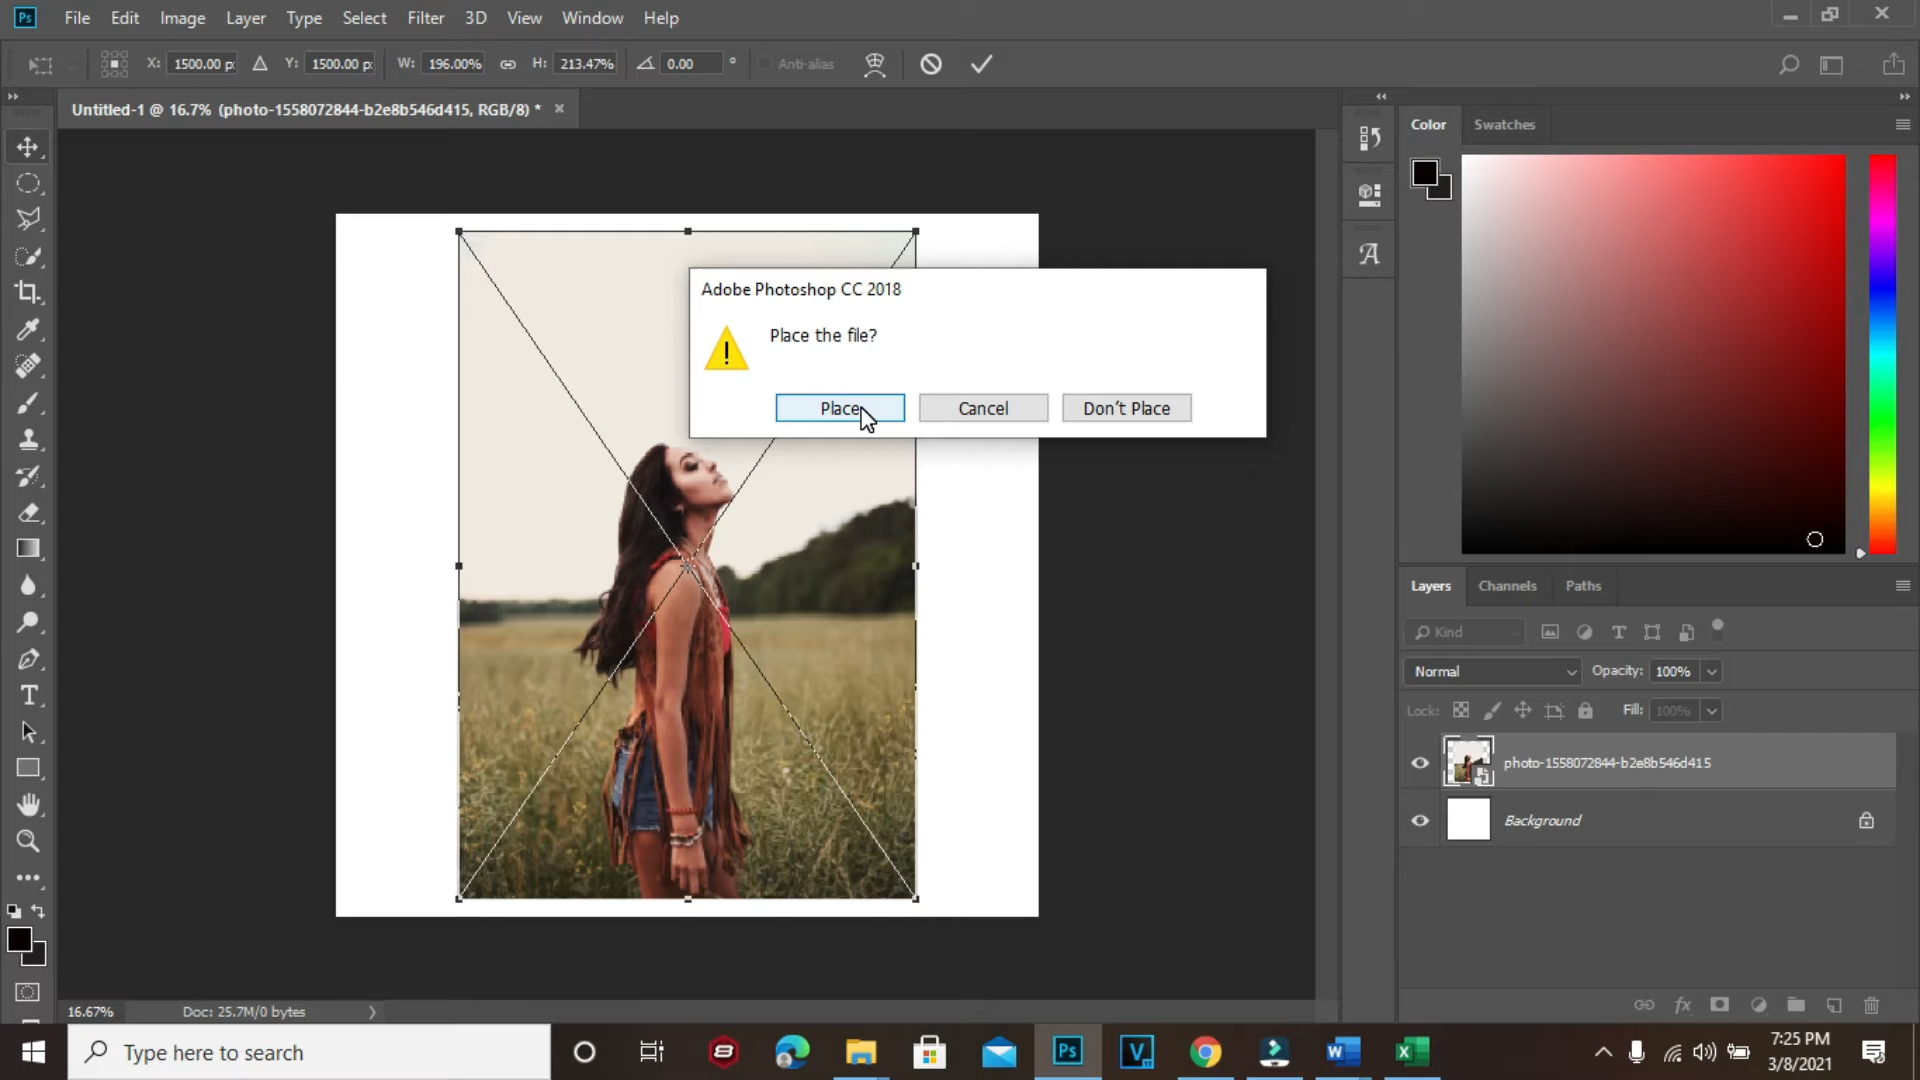 Ps File Edit Image Layer Type Select Filter 3D View Window Help
X: 1500.00 p: Y: 1500.00 p: W: 196.00% H: 213.47% 0.00 ° Anti-alias
Untitled-1 @ 16.7% (photo-1558072844-b2e8b546d415, RGB/8) *
Color Swatches
Adobe Photoshop CC 2018
Place the file?
Place Cancel Don't Place
Layers Channels Paths
Kind
Normal Opacity: 100%
Lock: Fill: 100%
photo-1558072844-b2e8b546d415
Background
16.67% Doc: 25.7M/0 bytes
Type here to search
7:25 PM
3/8/2021